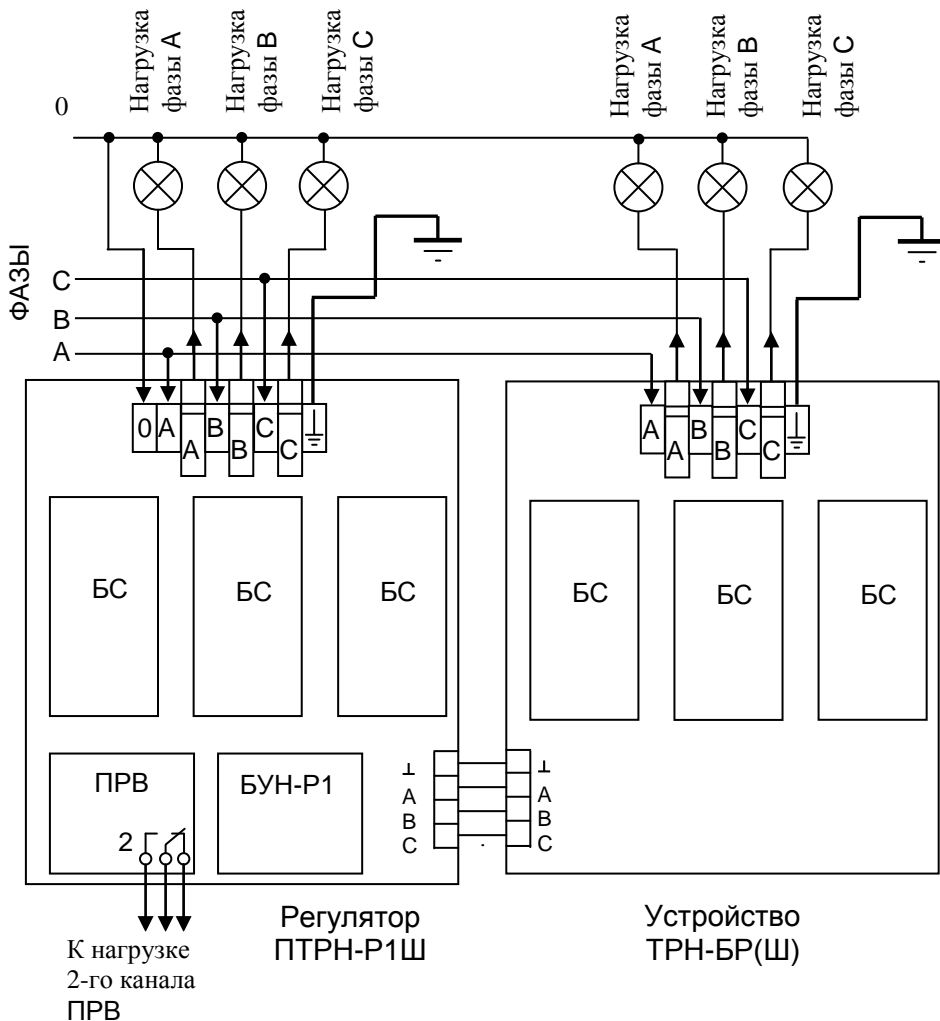 Нагрузка
фазы А
Нагрузка
фазы В
Нагрузка
фазы С
Нагрузка
фазы А
Нагрузка
фазы В
Нагрузка
фазы С
0
ФАЗЫ
С
В
А
0
А
А
В
В
С
С
А
А
В
В
С
С
БС
БС
БС
БС
БС
БС
ПРВ
2
БУН-Р1
А
В
С
А
В
С
Регулятор
ПТРН-Р1Ш
Устройство
ТРН-БР(Ш)
К нагрузке
2-го канала
ПРВ